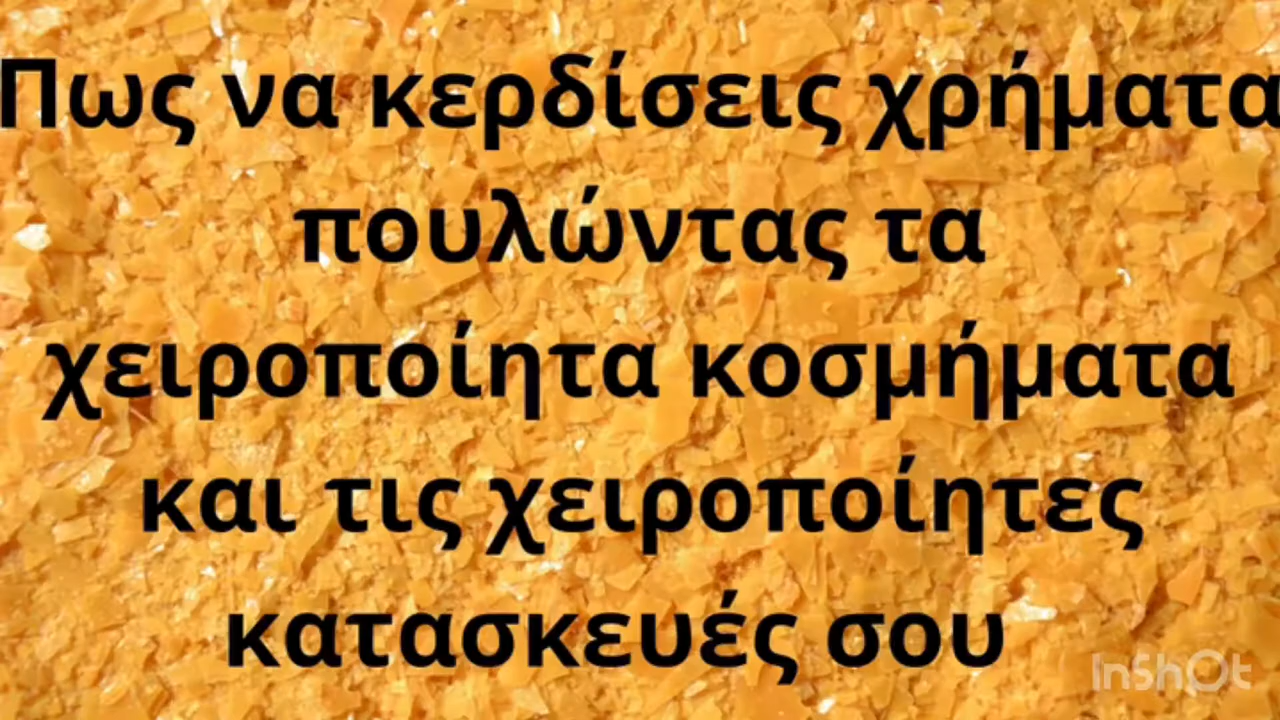 Πως να κερδίσεις χρήματα
πουλώντας τα
χειροποίητα κοσμήματα
και τις χειροποίητες
κατασκευές σου
InShOt